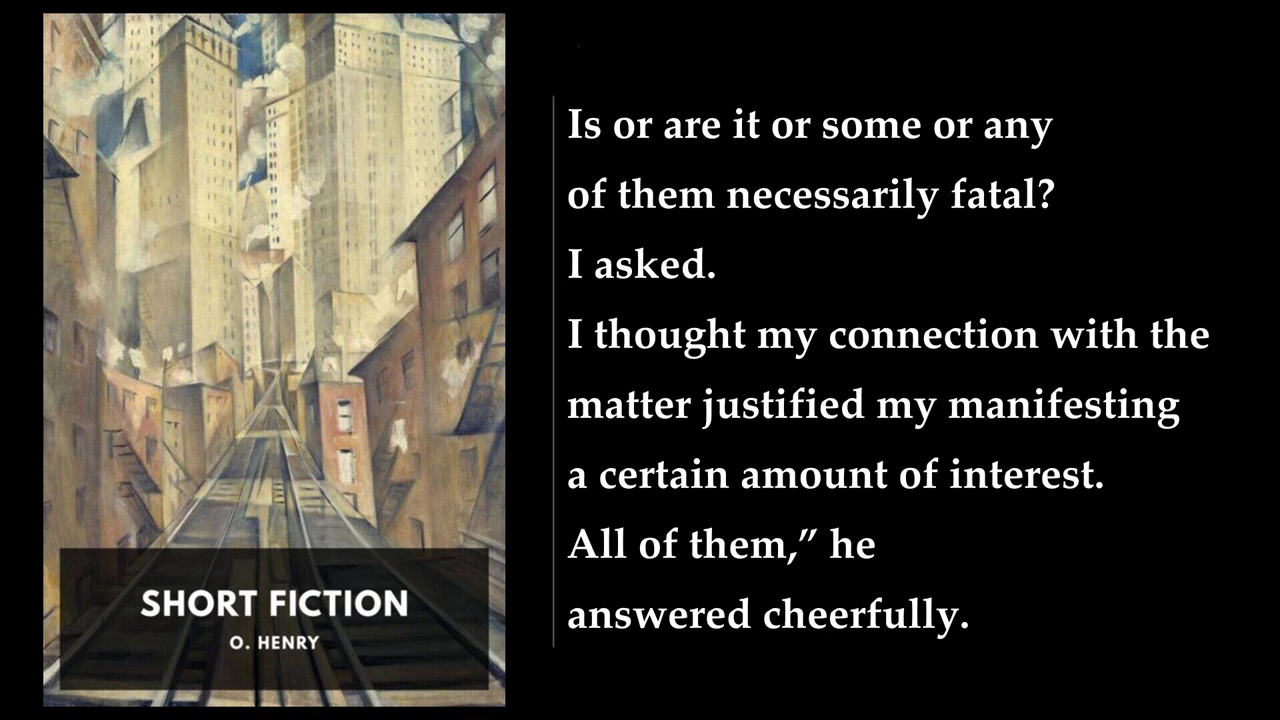 SHORT FICTION
O. HENRY
Is or are it or some or any
of them necessarily fatal?
I asked.
I thought my connection with the
matter justified my manifesting
a certain amount of interest.
All of them,” he
answered cheerfully.